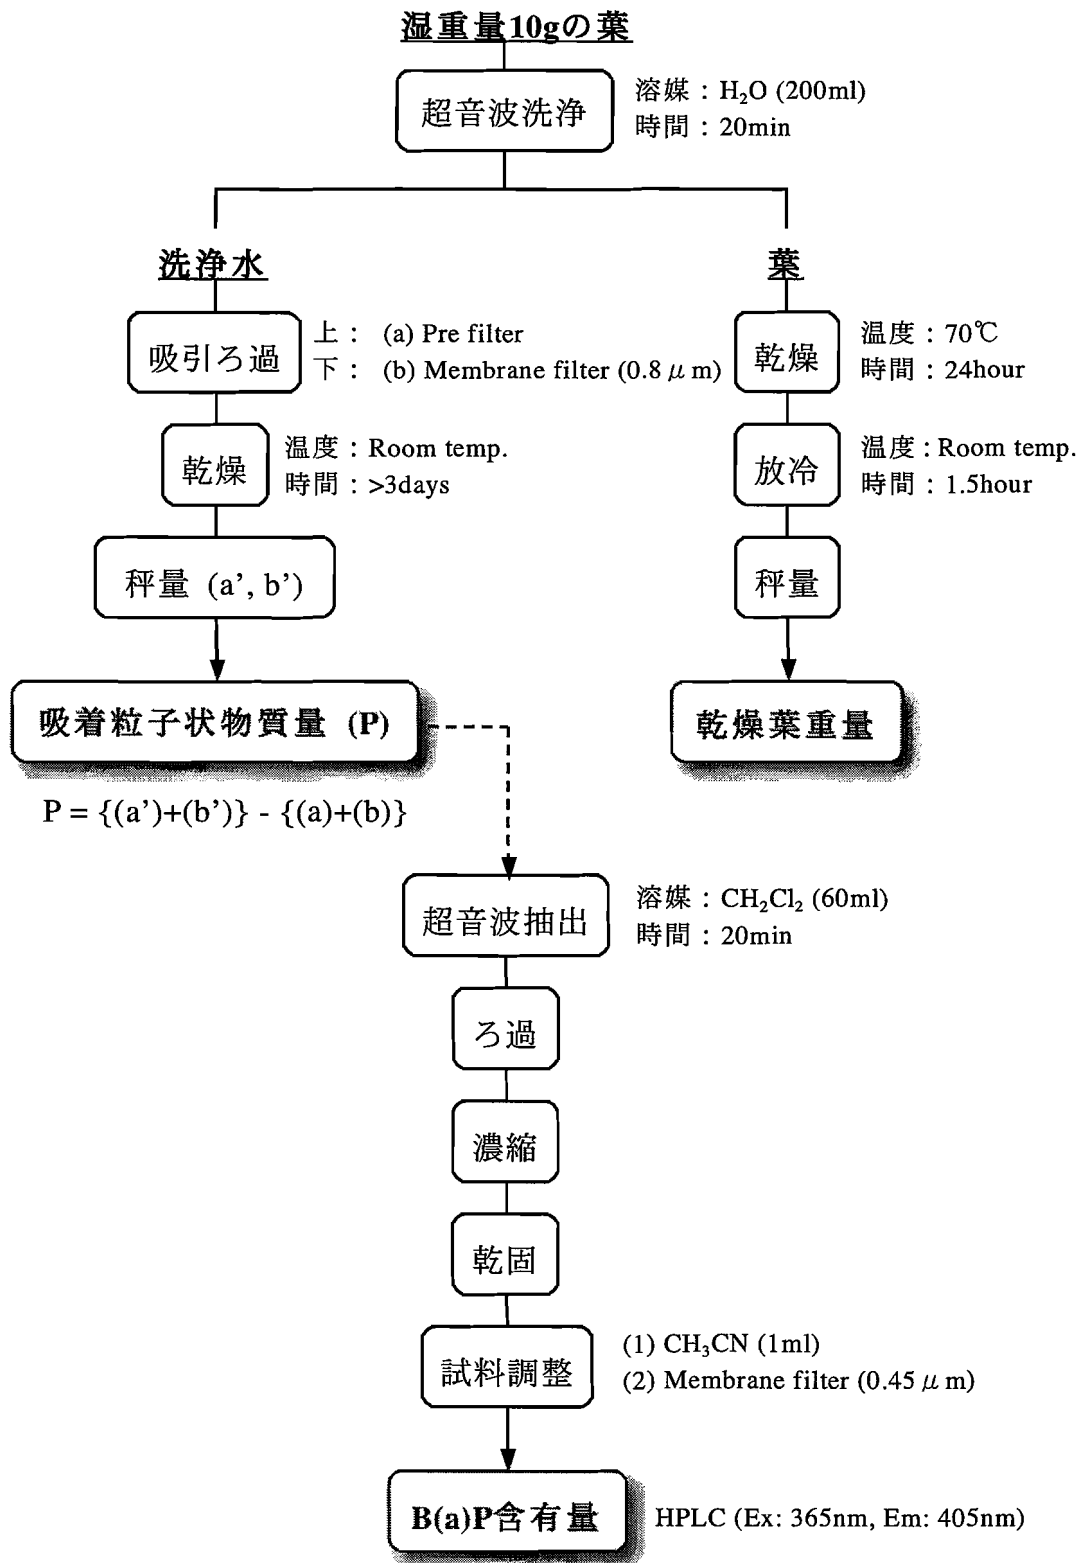 湿重量10gの葉
超音波洗浄
溶媒：H₂O (200ml)
時間：20min
洗浄水
葉
吸引ろ過
上： (a) Pre filter
下： (b) Membrane filter (0.8 μm)
乾燥
温度：70℃
時間：24hour
乾燥
温度：Room temp.
時間：>3days
放冷
温度：Room temp.
時間：1.5hour
秤量 (a’, b’)
秤量
吸着粒子状物質量 (P)
乾燥葉重量
P = {(a’)+(b’)} - {(a)+(b)}
超音波抽出
溶媒：CH₂Cl₂ (60ml)
時間：20min
ろ過
濃縮
乾固
試料調整
(1) CH₃CN (1ml)
(2) Membrane filter (0.45 μm)
B(a)P含有量
HPLC (Ex: 365nm, Em: 405nm)